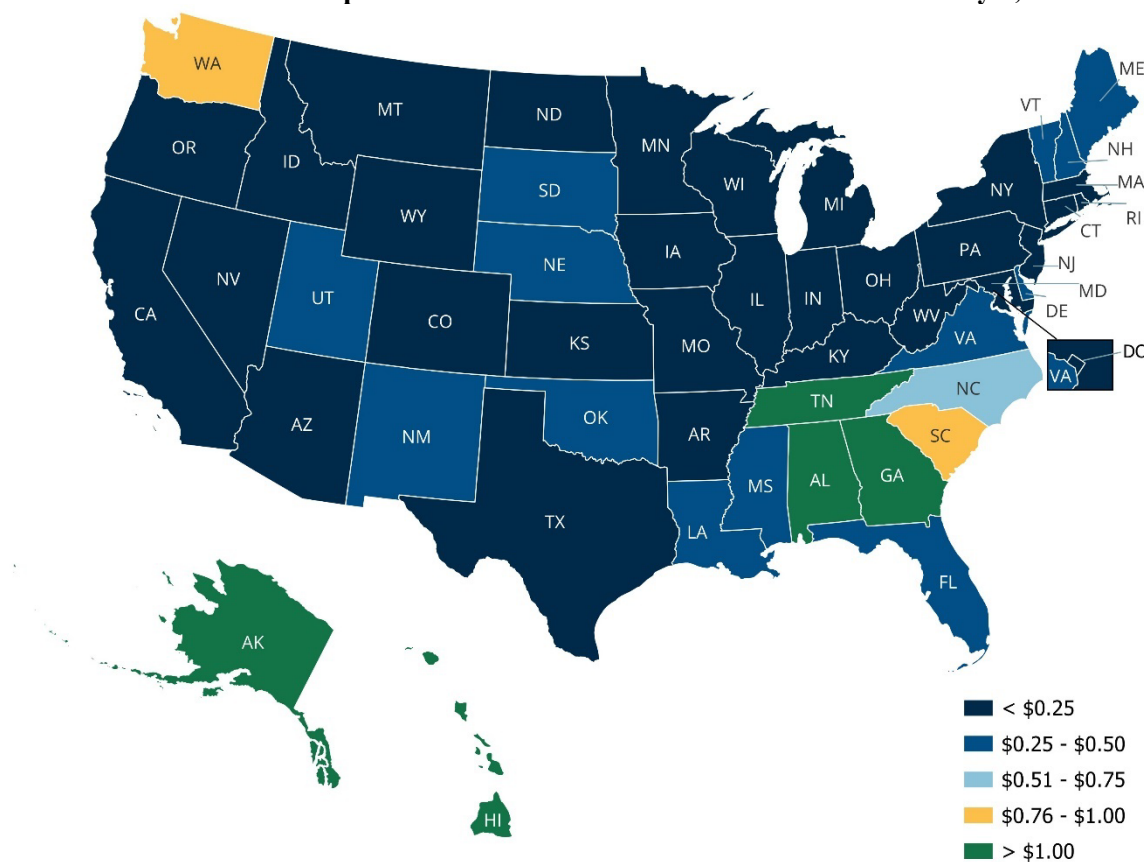 WA
ME
MT
ND
VT
MN
OR
ID
NH
SD
WI
MA
WY
MI
NY
RI
CT
IA
PA
NE
NJ
NV
OH
UT
MD
IL
IN
CA
DE
CO
WV
KS
MO
VA
KY
DC
VA
NC
TN
OK
AZ
AR
SC
NM
GA
AL
MS
TX
LA
FL
AK
HI
< $0.25
$0.25 - $0.50
$0.51 - $0.75
$0.76 - $1.00
> $1.00